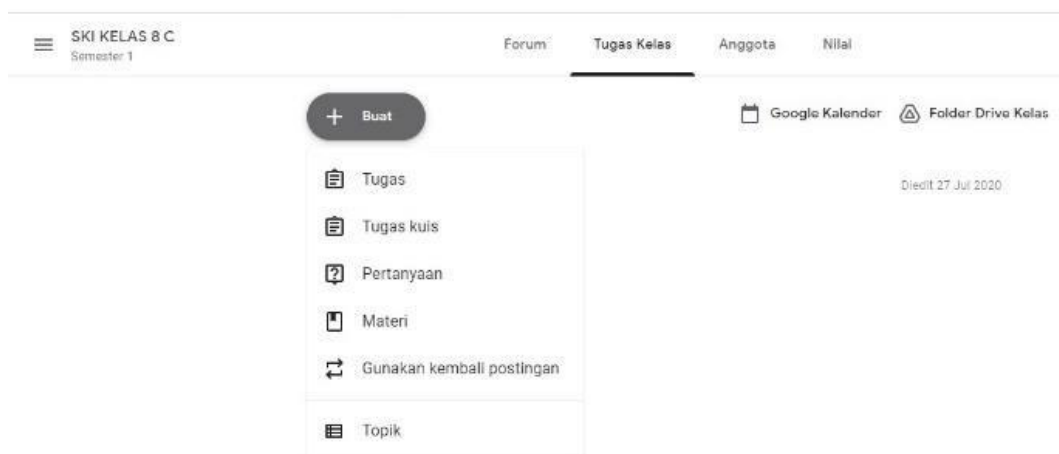 SKI KELAS 8 C
Semester 1
Forum Tugas Kelas Anggota Nilai
+ Buat
Google Kalender Folder Drive Kelas
Tugas
Diedit 27 Jul 2020
Tugas kuis
Pertanyaan
Materi
Gunakan kembali postingan
Topik